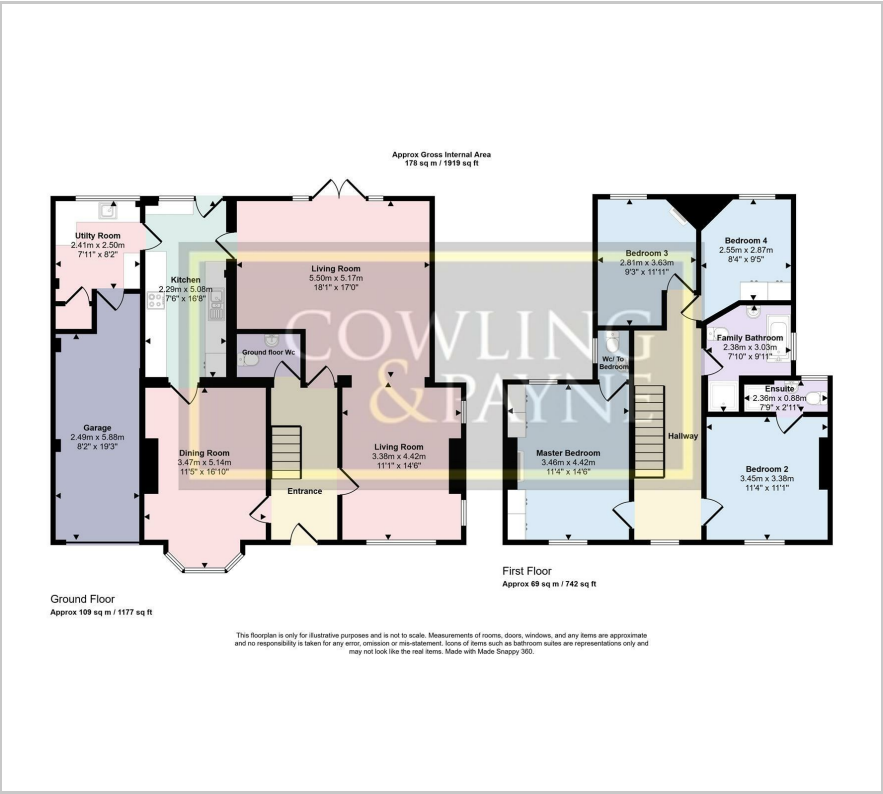 Approx Gross Internal Area
178 sq m / 1919 sq ft
Utilty Room
2.41m x 2.50m
7'11" x 8'2"
Kitchen
2.29m x 5.08m
7'6" x 16'8"
Living Room
5.50m x 5.17m
18'1" x 17'0"
Ground floor Wc
Garage
2.49m x 5.88m
8'2" x 19'3"
Dining Room
3.47m x 5.14m
11'5" x 16'10"
Entrance
Living Room
3.38m x 4.42m
11'1" x 14'6"
Ground Floor
Approx 109 sq m / 1177 sq ft
Bedroom 3
2.81m x 3.63m
9'3" x 11'11"
Bedroom 4
2.55m x 2.87m
8'4" x 9'5"
Family Bathroom
2.38m x 3.03m
7'10" x 9'11"
Wc/ To
Bedroom
Ensuite
2.36m x 0.88m
7'9" x 2'11"
Master Bedroom
3.46m x 4.42m
11'4" x 14'6"
Hallway
Bedroom 2
3.45m x 3.38m
11'4" x 11'1"
First Floor
Approx 69 sq m / 742 sq ft
COWLING
& PAYNE
This floorplan is only for illustrative purposes and is not to scale. Measurements of rooms, doors, windows, and any items are approximate
and no responsibility is taken for any error, omission or mis-statement. Icons of items such as bathroom suites are representations only and
may not look like the real items. Made with Made Snappy 360.